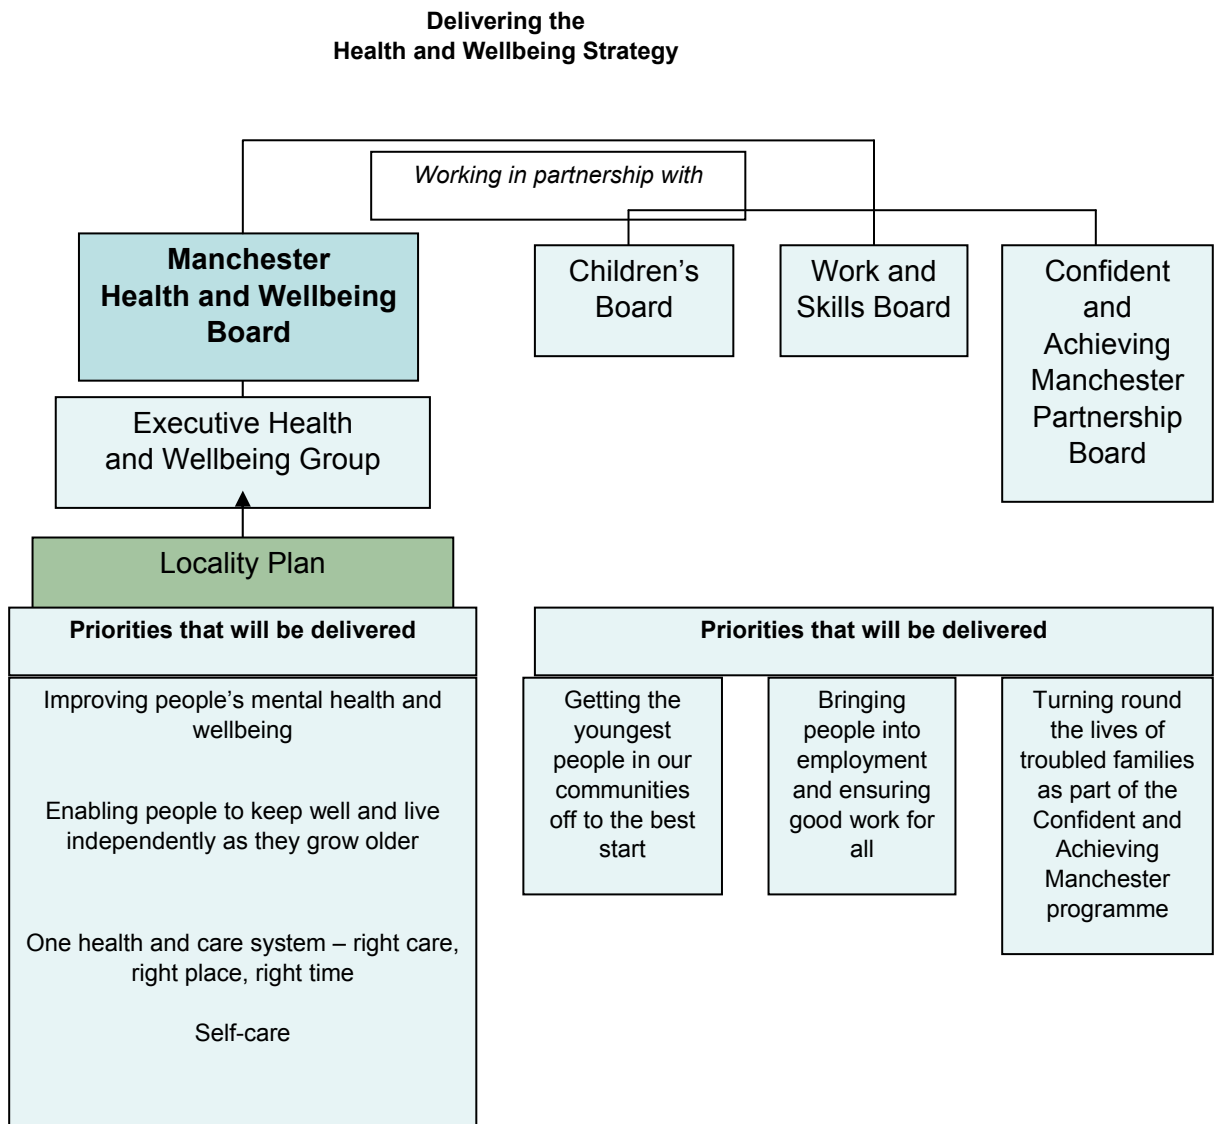 Delivering the
Health and Wellbeing Strategy
Working in partnership with
Manchester
Health and Wellbeing
Board
Children’s
Board
Work and
Skills Board
Confident
and
Achieving
Manchester
Partnership
Board
Executive Health
and Wellbeing Group
Locality Plan
Priorities that will be delivered
Improving people’s mental health and
wellbeing
Enabling people to keep well and live
independently as they grow older
One health and care system – right care,
right place, right time
Self-care
Priorities that will be delivered
Getting the
youngest
people in our
communities
off to the best
start
Bringing
people into
employment
and ensuring
good work for
all
Turning round
the lives of
troubled families
as part of the
Confident and
Achieving
Manchester
programme